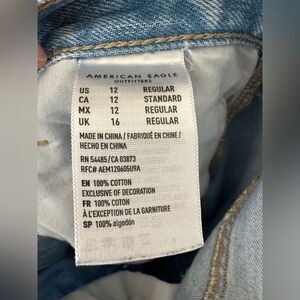 AMERICAN EAGLE
OUTFITTERS
US 12 REGULAR
CA 12 STANDARD
MX 12 REGULAR
UK 16 REGULAR
MADE IN CHINA / FABRIQUÉ EN CHINE /
HECHO EN CHINA
RN 54485/ CA 03873
RFC# AEM120605U9A
EN 100% COTTON
EXCLUSIVE OF DECORATION
FR 100% COTON
À L'EXCEPTION DE LA GARNITURE
SP 100% algodón